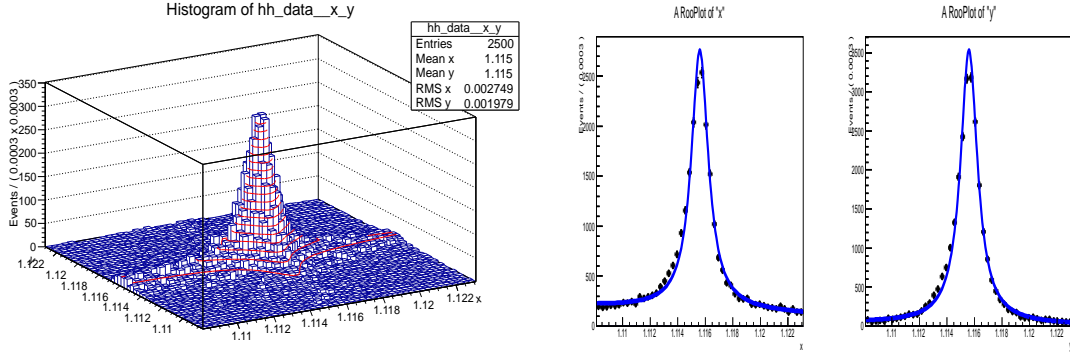 Histogram of hh_data__x_y
hh_data__x_y
Entries 2500
Mean x 1.115
Mean y 1.115
RMS x 0.002749
RMS y 0.001979
Events / ( 0.0003 x 0.0003 )
350
300
250
200
150
100
50
0
y
1.122
1.12
1.118
1.116
1.114
1.112
1.11
1.11
1.112
1.114
1.116
1.118
1.12
1.122
x
A RooPlot of "x"
Events / ( 0.0003 )
2500
2000
1500
1000
500
0
1.11 1.112 1.114 1.116 1.118 1.12 1.122
x
A RooPlot of "y"
Events / ( 0.0003 )
3500
3000
2500
2000
1500
1000
500
0
1.11 1.112 1.114 1.116 1.118 1.12 1.122